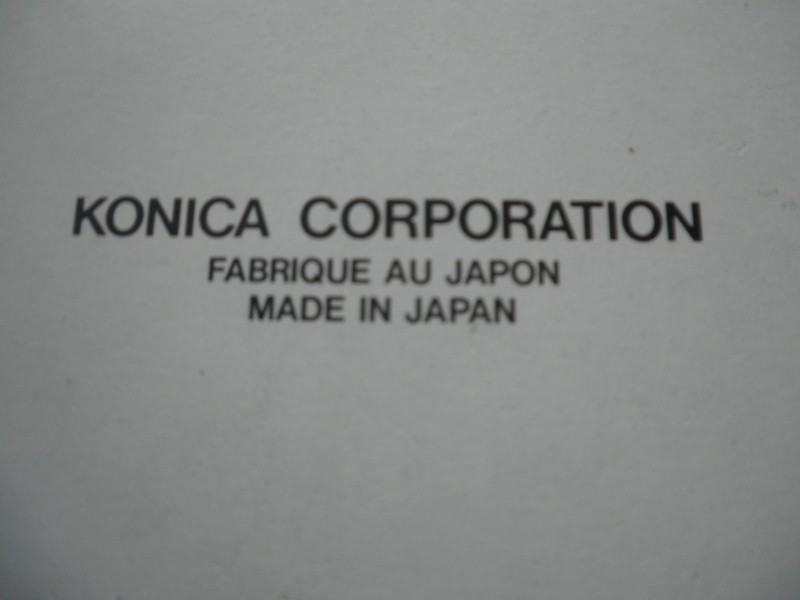 KONICA CORPORATION
FABRIQUE AU JAPON
MADE IN JAPAN